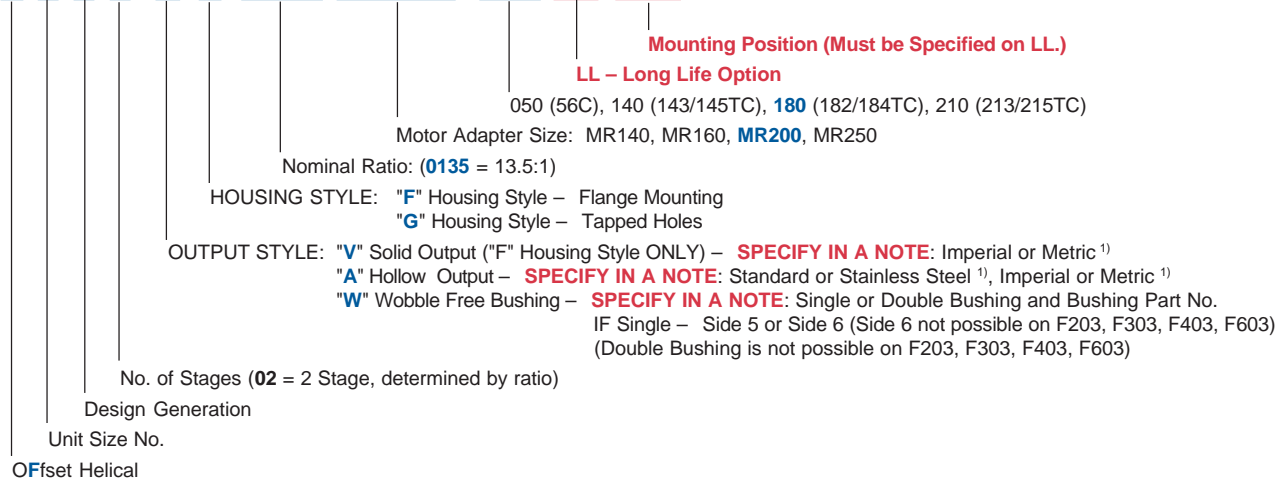 Mounting Position (Must be Specified on LL.)
LL – Long Life Option
050 (56C), 140 (143/145TC), 180 (182/184TC), 210 (213/215TC)
Motor Adapter Size: MR140, MR160, MR200, MR250
Nominal Ratio: (0135 = 13.5:1)
HOUSING STYLE: "F" Housing Style – Flange Mounting
"G" Housing Style – Tapped Holes
OUTPUT STYLE: "V" Solid Output ("F" Housing Style ONLY) – SPECIFY IN A NOTE: Imperial or Metric 1)
"A" Hollow Output – SPECIFY IN A NOTE: Standard or Stainless Steel 1), Imperial or Metric 1)
"W" Wobble Free Bushing – SPECIFY IN A NOTE: Single or Double Bushing and Bushing Part No.
IF Single – Side 5 or Side 6 (Side 6 not possible on F203, F303, F403, F603)
(Double Bushing is not possible on F203, F303, F403, F603)
No. of Stages (02 = 2 Stage, determined by ratio)
Design Generation
Unit Size No.
OFfset Helical